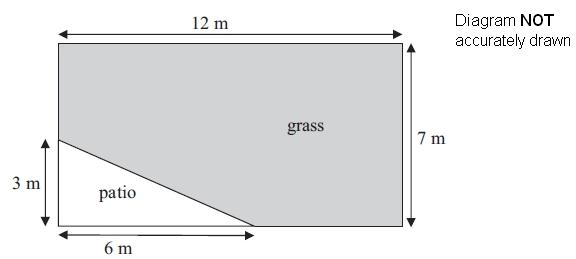 12 m
Diagram NOT
accurately drawn
grass
7 m
3 m
patio
6 m